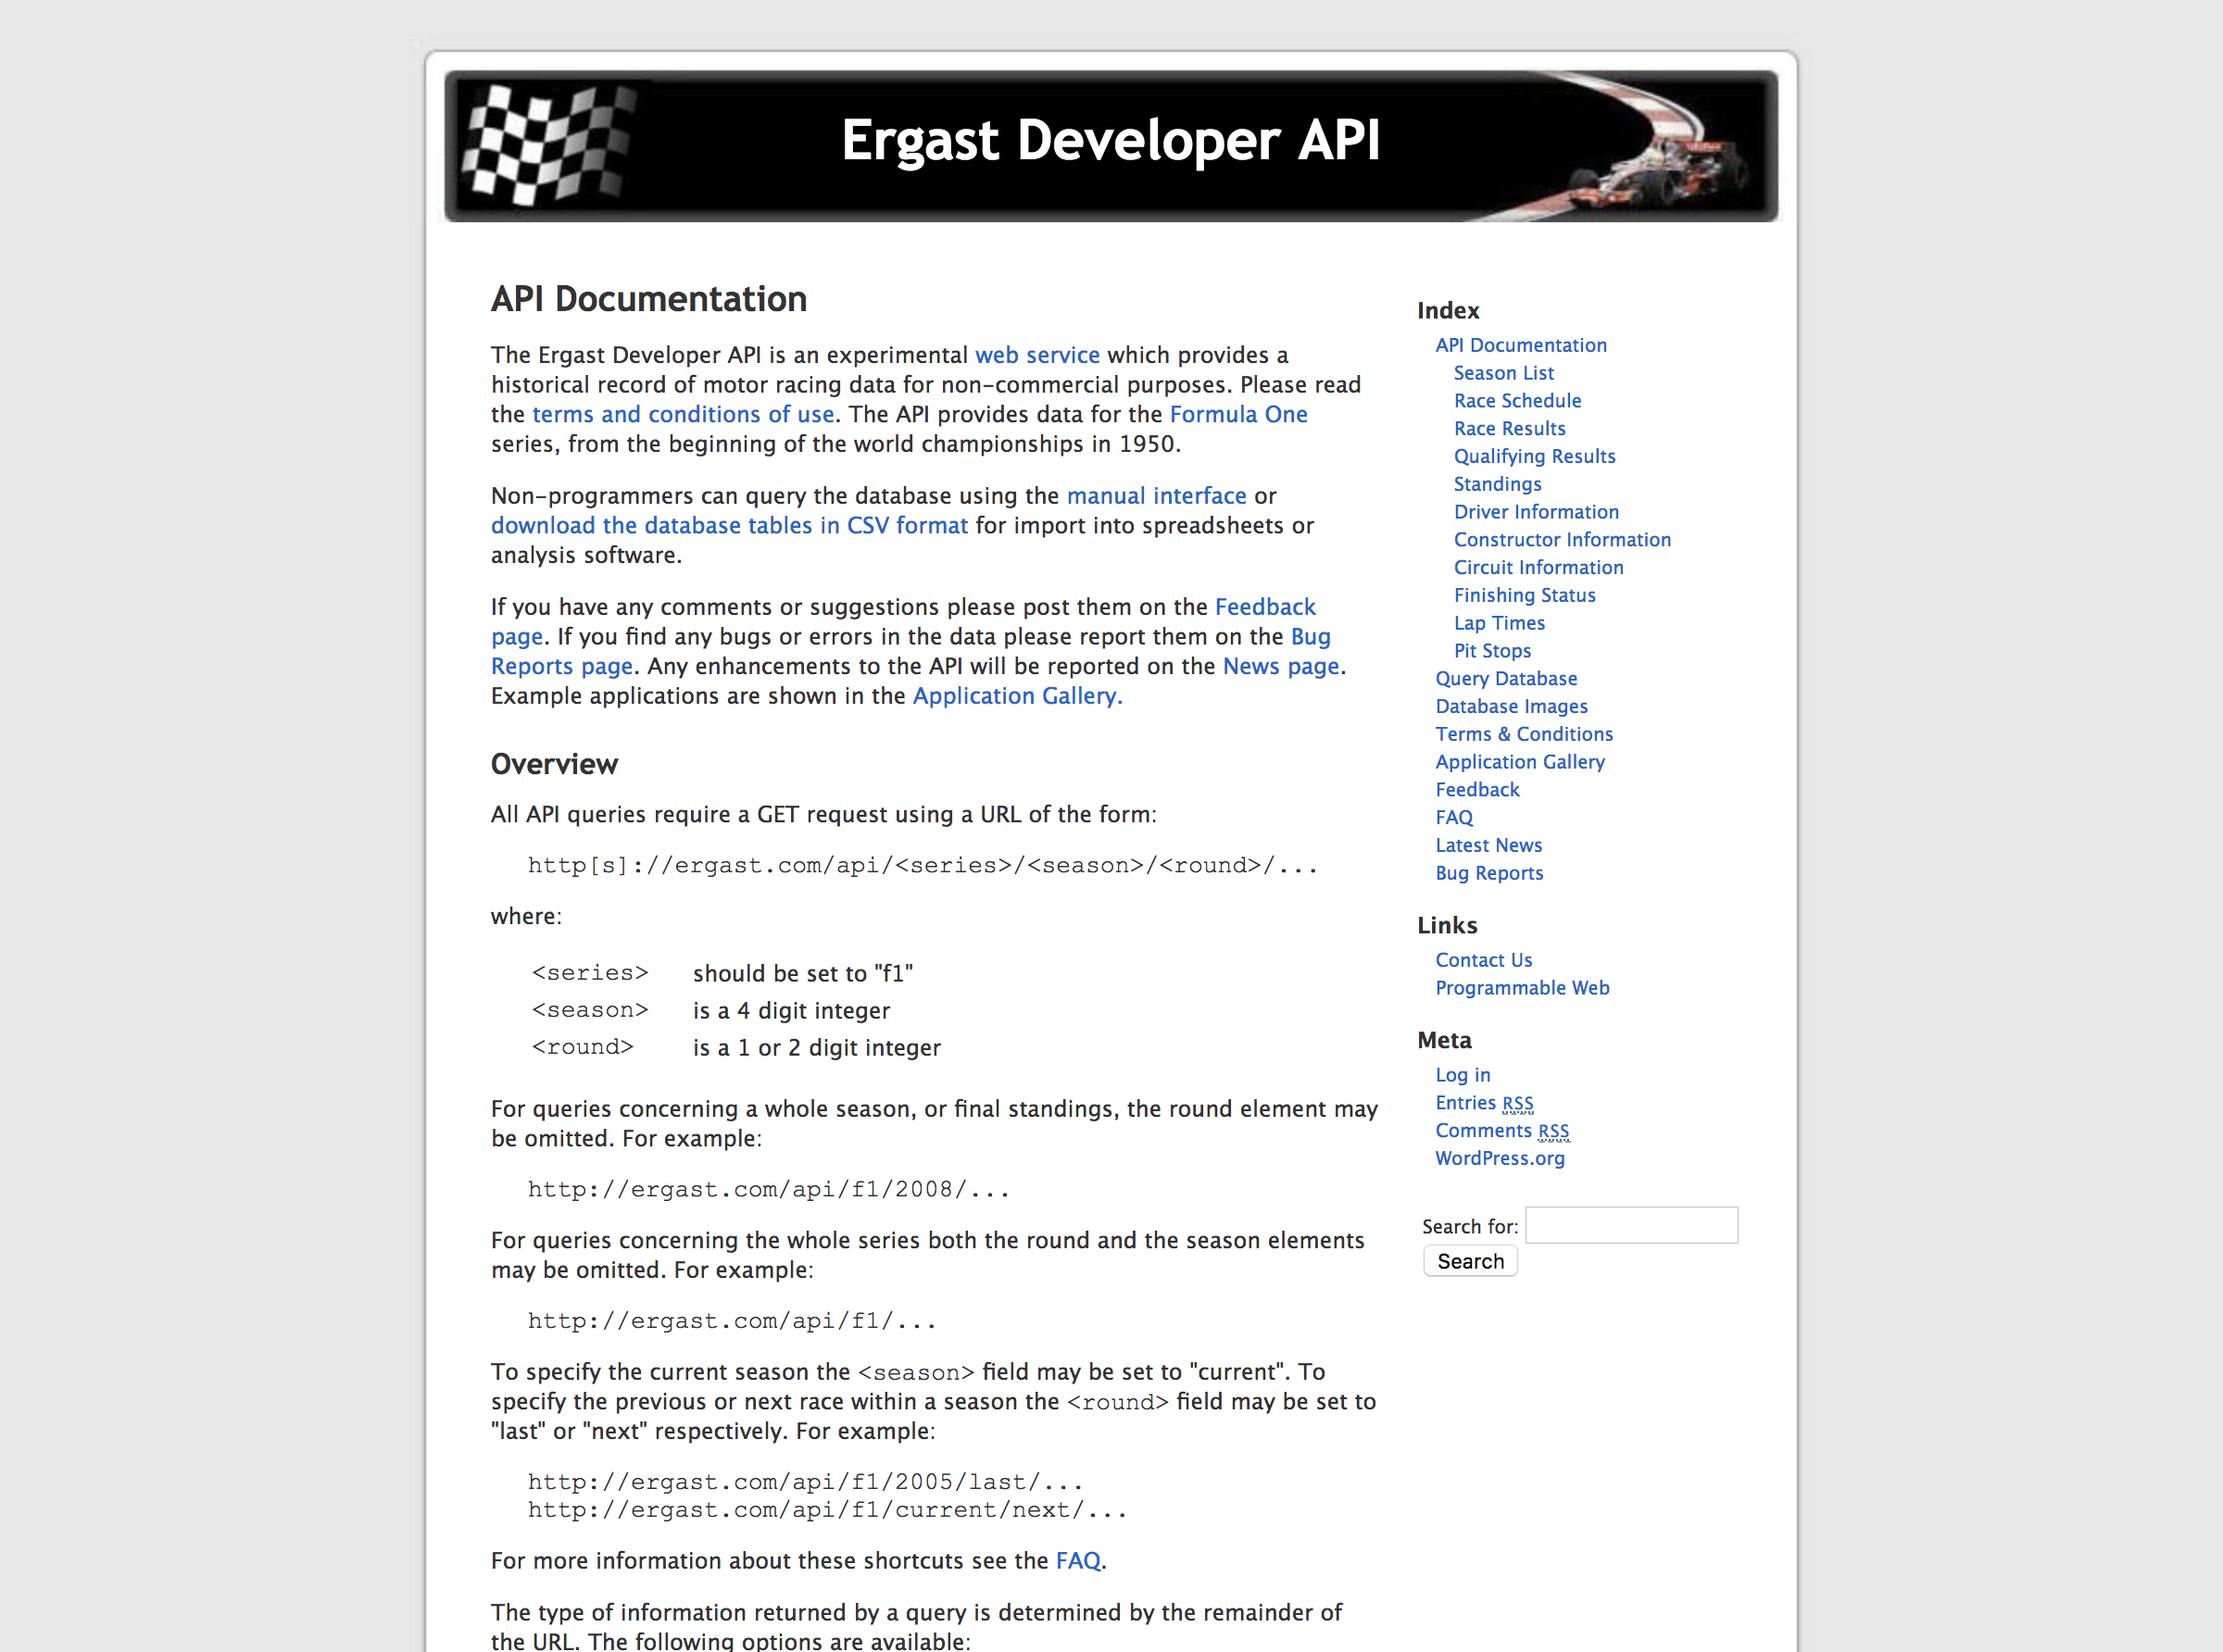 Ergast Developer API
API Documentation
The Ergast Developer API is an experimental web service which provides a
historical record of motor racing data for non-commercial purposes. Please read
the terms and conditions of use. The API provides data for the Formula One
series, from the beginning of the world championships in 1950.
Non-programmers can query the database using the manual interface or
download the database tables in CSV format for import into spreadsheets or
analysis software.
If you have any comments or suggestions please post them on the Feedback
page. If you find any bugs or errors in the data please report them on the Bug
Reports page. Any enhancements to the API will be reported on the News page.
Example applications are shown in the Application Gallery.
Overview
All API queries require a GET request using a URL of the form:
http[s]://ergast.com/api/<series>/<season>/<round>/...
where:
<series> should be set to "f1"
<season> is a 4 digit integer
<round> is a 1 or 2 digit integer
For queries concerning a whole season, or final standings, the round element may
be omitted. For example:
http://ergast.com/api/f1/2008/...
For queries concerning the whole series both the round and the season elements
may be omitted. For example:
http://ergast.com/api/f1/...
To specify the current season the <season> field may be set to "current". To
specify the previous or next race within a season the <round> field may be set to
"last" or "next" respectively. For example:
http://ergast.com/api/f1/2005/last/...
http://ergast.com/api/f1/current/next/...
For more information about these shortcuts see the FAQ.
The type of information returned by a query is determined by the remainder of
the URL. The following options are available:
Index
API Documentation
Season List
Race Schedule
Race Results
Qualifying Results
Standings
Driver Information
Constructor Information
Circuit Information
Finishing Status
Lap Times
Pit Stops
Query Database
Database Images
Terms & Conditions
Application Gallery
Feedback
FAQ
Latest News
Bug Reports
Links
Contact Us
Programmable Web
Meta
Log in
Entries RSS
Comments RSS
WordPress.org
Search for:
Search